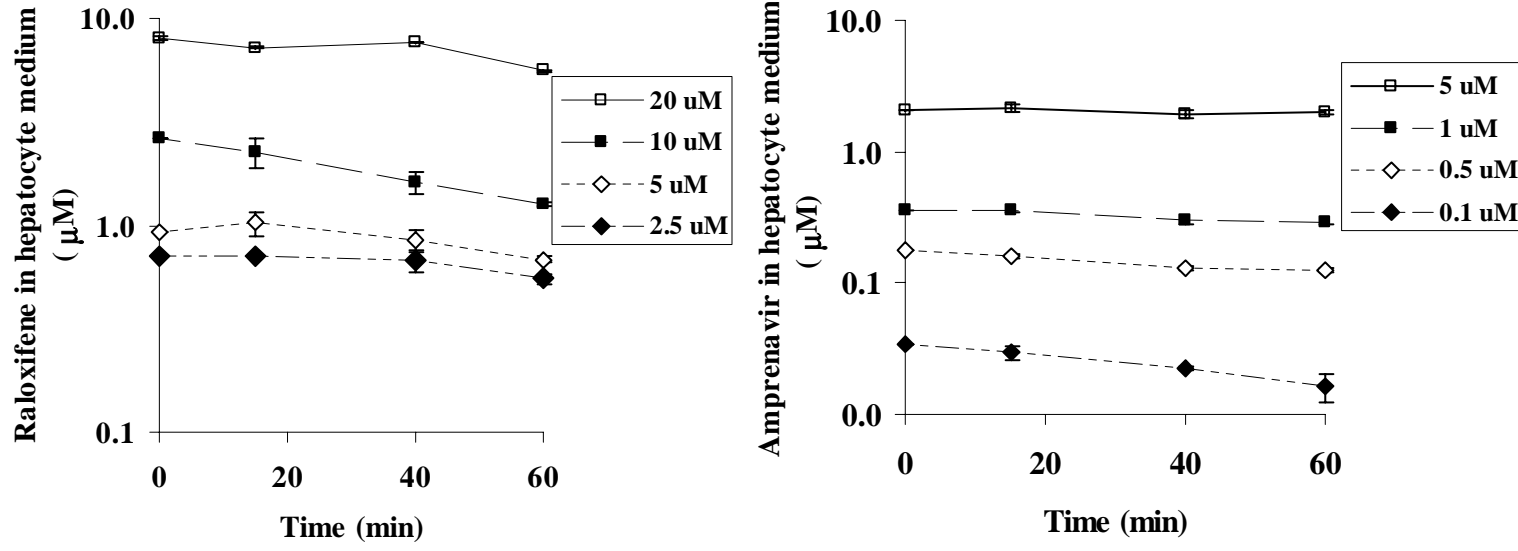 Raloxifene in hepatocyte medium
( μM)
10.0
1.0
0.1
0
20
40
60
Time (min)
20 uM
10 uM
5 uM
2.5 uM
Amprenavir in hepatocyte medium
( μM)
10.0
1.0
0.1
0.0
0
20
40
60
Time (min)
5 uM
1 uM
0.5 uM
0.1 uM